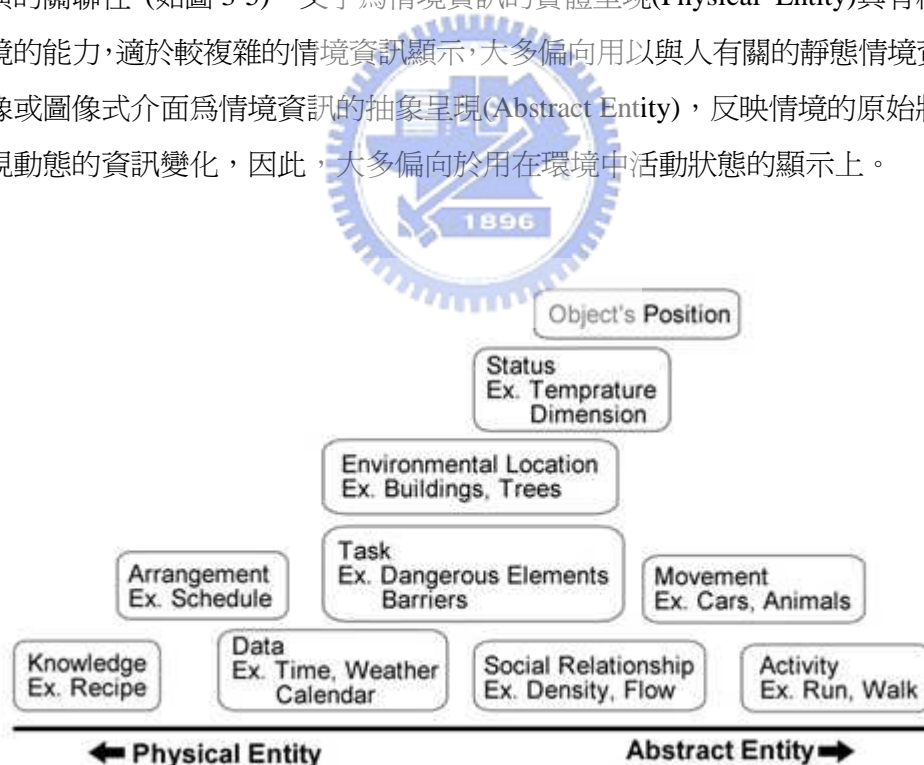 的關聯性 (如圖 3-3)。文字為情境資訊的實體呈現(Physical Entity)具有
境的能力，適於較複雜的情境資訊顯示，大多偏向用以與人有關的靜態情境資
象或圖像式介面為情境資訊的抽象呈現(Abstract Entity)，反映情境的原始狀
現動態的資訊變化，因此，大多偏向於用在環境中活動狀態的顯示上。
1896
Object's Position
Status
Ex. Temprature
Dimension
Environmental Location
Ex. Buildings, Trees
Task
Ex. Dangerous Elements
Barriers
Arrangement
Ex. Schedule
Movement
Ex. Cars, Animals
Knowledge
Ex. Recipe
Data
Ex. Time, Weather
Calendar
Social Relationship
Ex. Density, Flow
Activity
Ex. Run, Walk
⬅ Physical Entity
Abstract Entity ➡